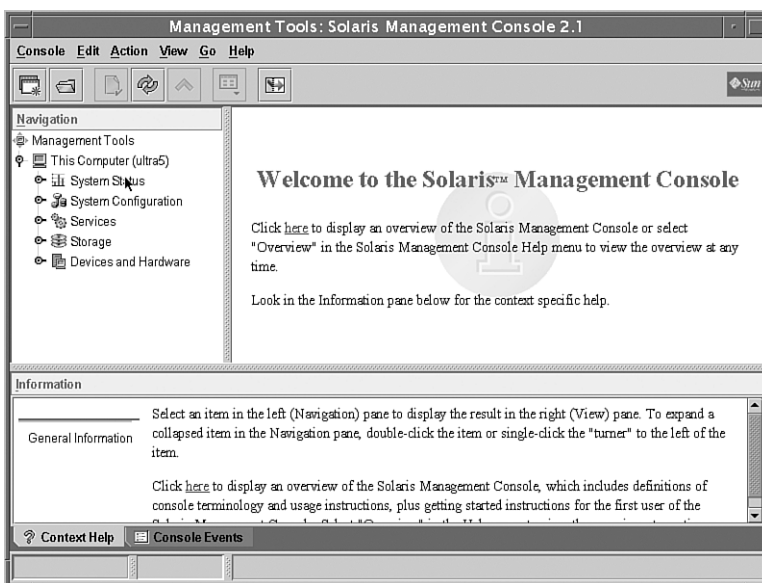 Management Tools: Solaris Management Console 2.1
Console Edit Action View Go Help
Sun
Navigation
Management Tools
This Computer (ultra5)
System Status
System Configuration
Services
Storage
Devices and Hardware
Welcome to the Solaris™ Management Console
Click here to display an overview of the Solaris Management Console or select
"Overview" in the Solaris Management Console Help menu to view the overview at any
time.
Look in the Information pane below for the context specific help.
Information
General Information
Select an item in the left (Navigation) pane to display the result in the right (View) pane. To expand a
collapsed item in the Navigation pane, double-click the item or single-click the "turner" to the left of the
item.
Click here to display an overview of the Solaris Management Console, which includes definitions of
console terminology and usage instructions, plus getting started instructions for the first user of the
Context Help
Console Events